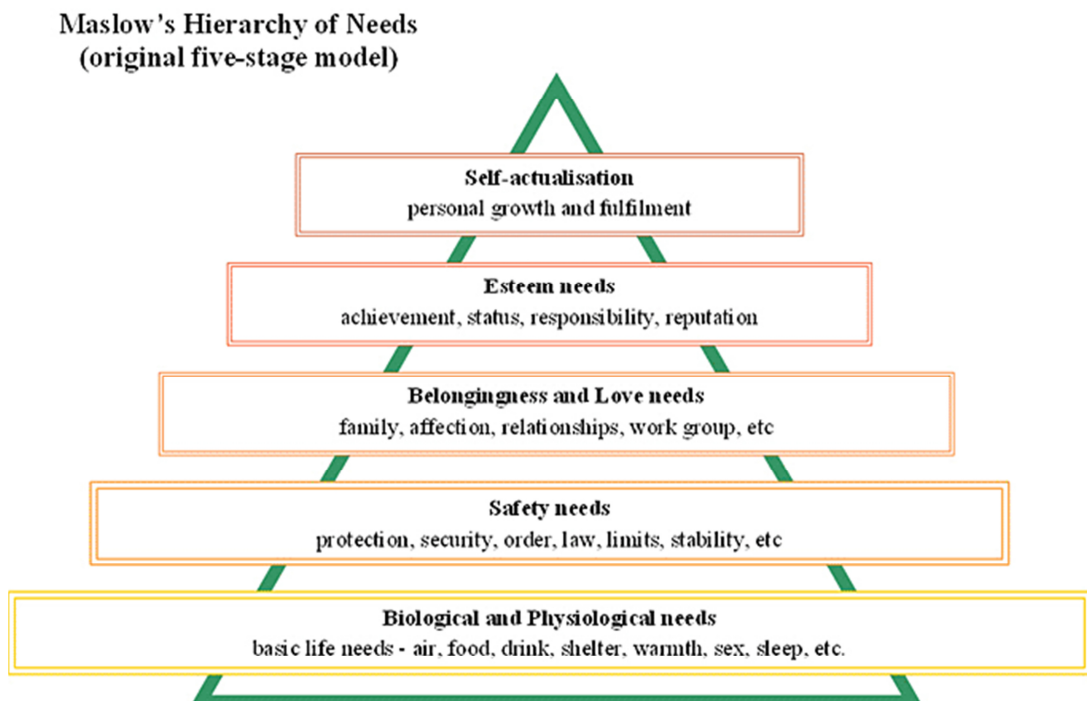 Maslow's Hierarchy of Needs
(original five-stage model)
Self-actualisation
personal growth and fulfilment
Esteem needs
achievement, status, responsibility, reputation
Belongingness and Love needs
family, affection, relationships, work group, etc
Safety needs
protection, security, order, law, limits, stability, etc
Biological and Physiological needs
basic life needs - air, food, drink, shelter, warmth, sex, sleep, etc.